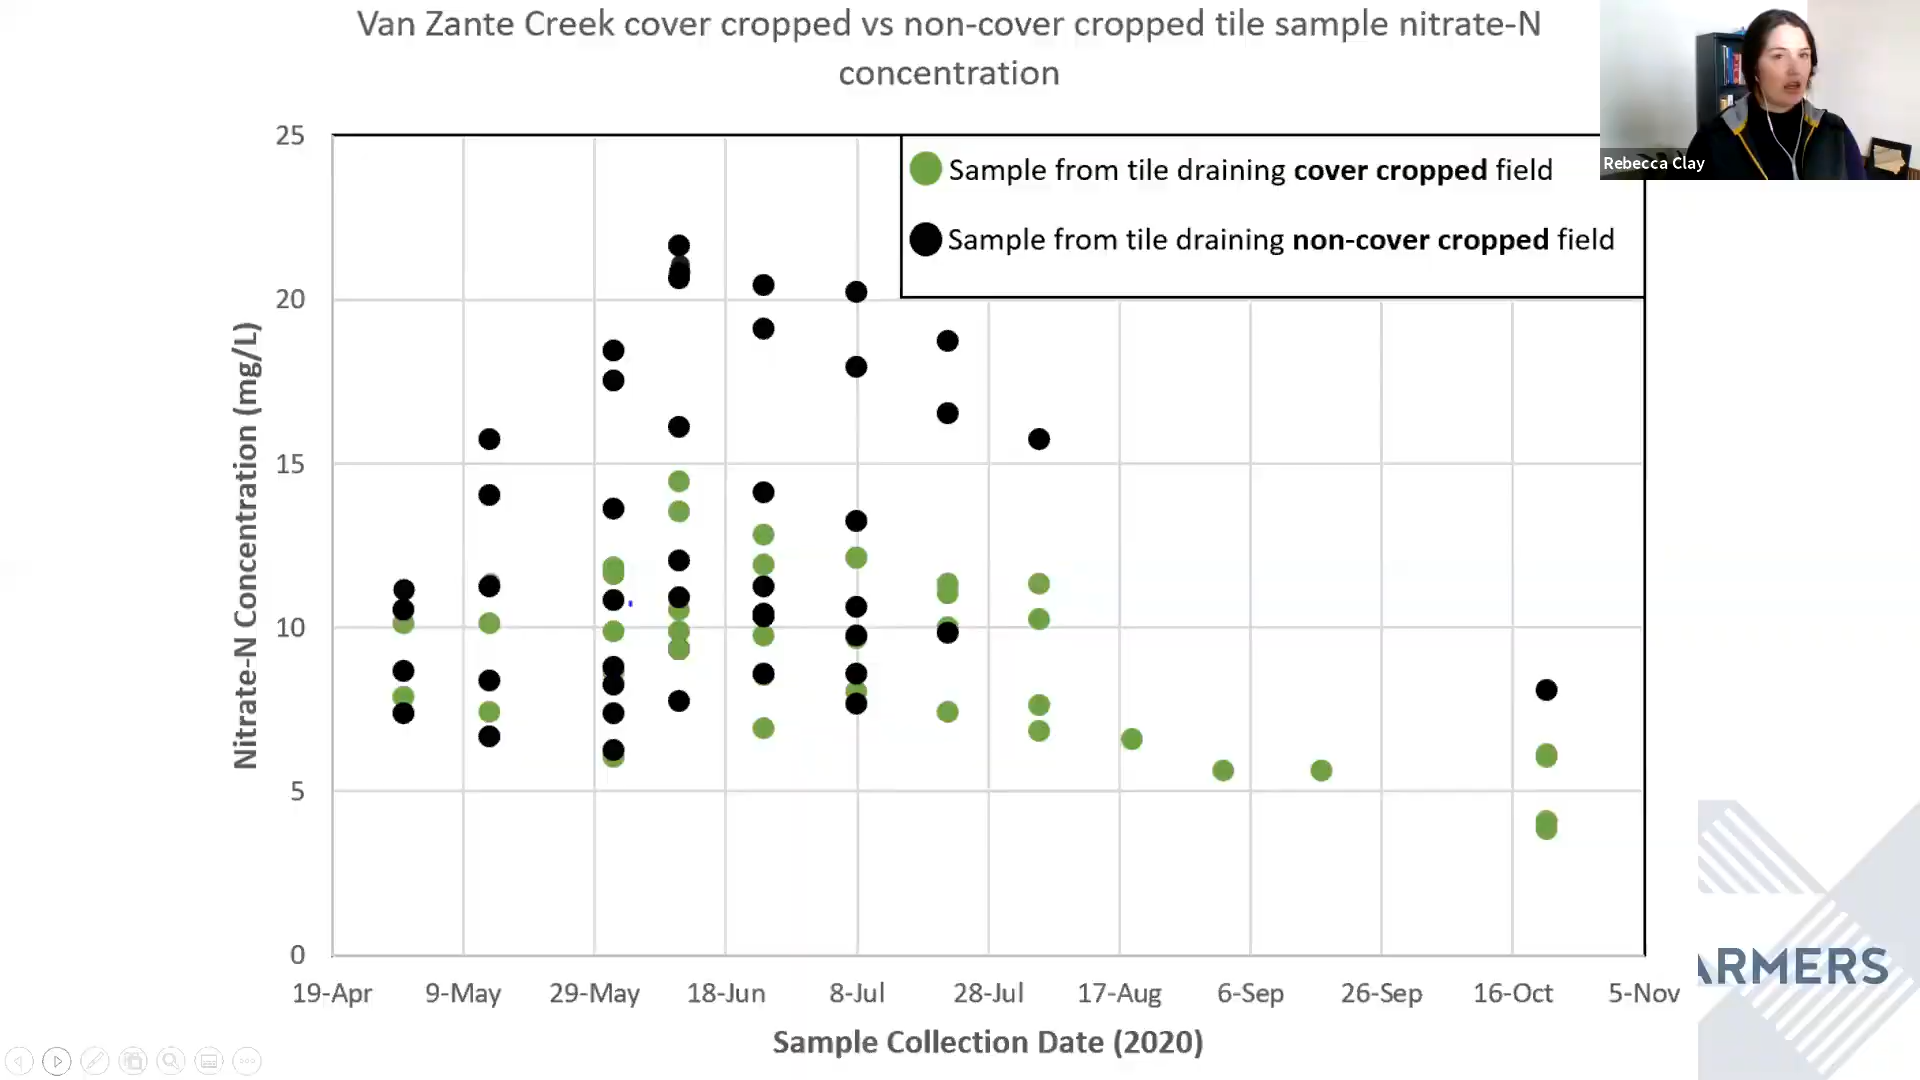 Van Zante Creek cover cropped vs non-cover cropped tile sample nitrate-N
concentration
Rebecca Clay
Sample from tile draining cover cropped field
Sample from tile draining non-cover cropped field
Nitrate-N Concentration (mg/L)
25
20
15
10
5
0
19-Apr 9-May 29-May 18-Jun 8-Jul 28-Jul 17-Aug 6-Sep 26-Sep 16-Oct 5-Nov
Sample Collection Date (2020)
ARMERS